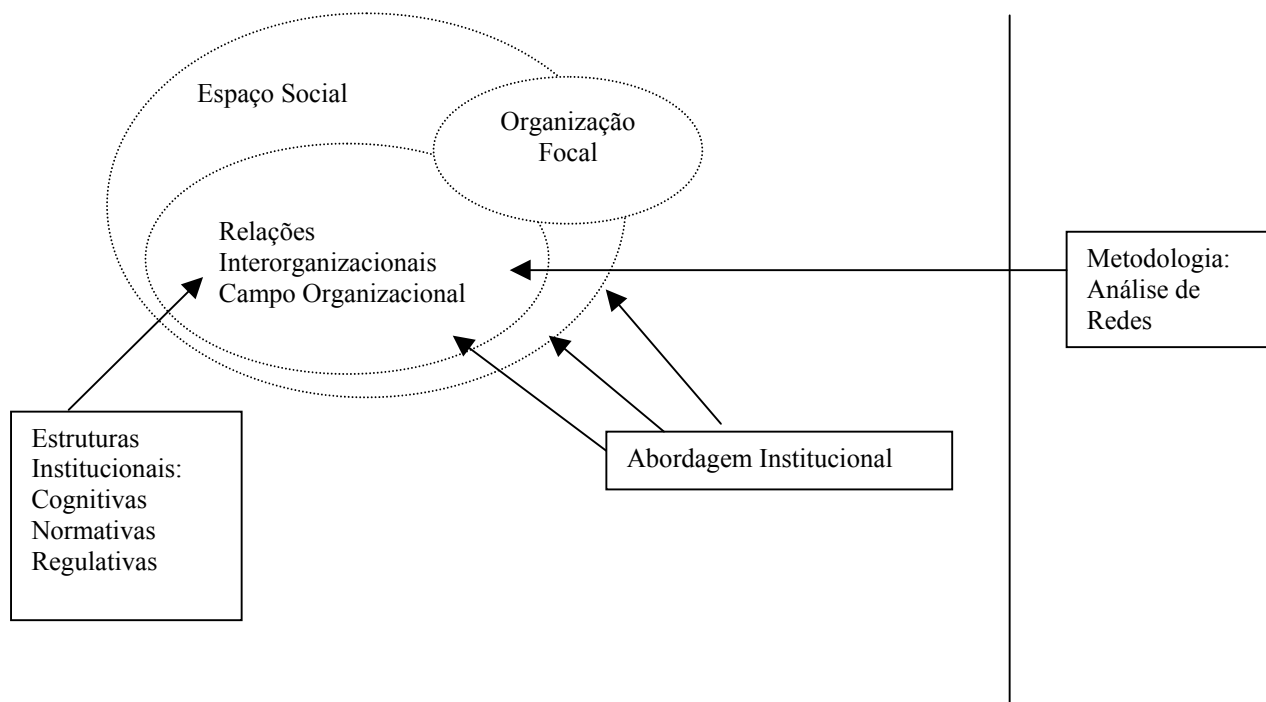 Espaço Social
Organização
Focal
Relações
Interorganizacionais
Campo Organizacional
Metodologia:
Análise de
Redes
Estruturas
Institucionais:
Cognitivas
Normativas
Regulativas
Abordagem Institucional